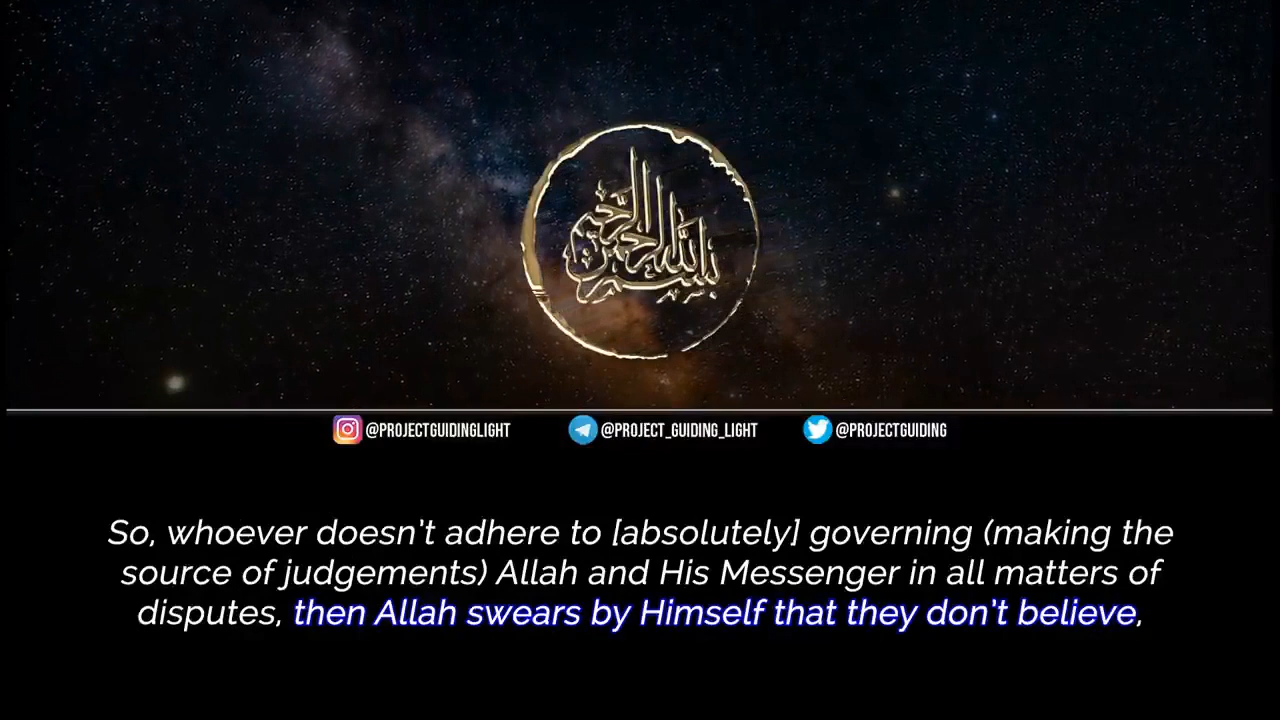 بسم الله الرحمن الرحيم
@PROJECTGUIDINGLIGHT
@PROJECT_GUIDING_LIGHT
@PROJECTGUIDING
So, whoever doesn't adhere to [absolutely] governing (making the
source of judgements) Allah and His Messenger in all matters of
disputes, then Allah swears by Himself that they don't believe,